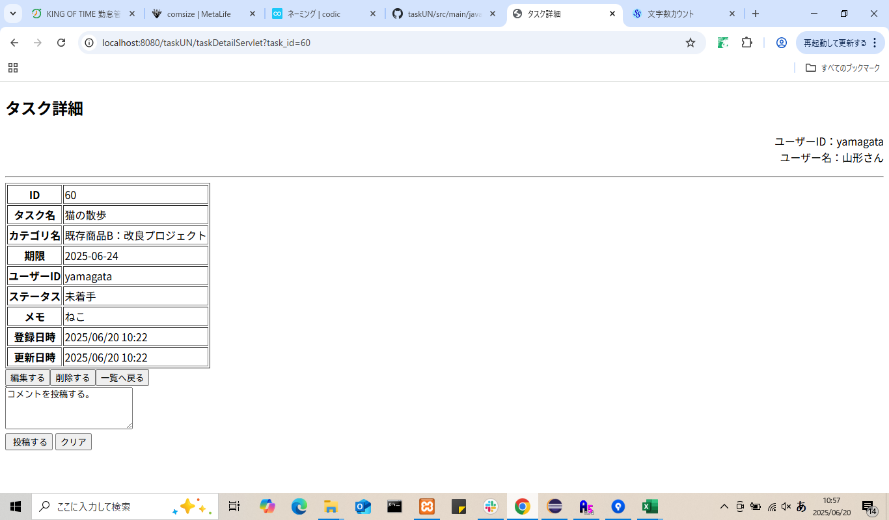 KING OF TIME 勤怠管
comsize | MetaLife
ネーミング | codic
taskUN/src/main/java
タスク詳細
文字数カウント
localhost:8080/taskUN/taskDetailServlet?task_id=60
再起動して更新する
すべてのブックマーク
タスク詳細
ユーザーID：yamagata
ユーザー名：山形さん
ID 60
タスク名 猫の散歩
カテゴリ名 既存商品B：改良プロジェクト
期限 2025-06-24
ユーザーID yamagata
ステータス 未着手
メモ ねこ
登録日時 2025/06/20 10:22
更新日時 2025/06/20 10:22
編集する 削除する 一覧へ戻る
コメントを投稿する。
投稿する クリア
ここに入力して検索
あ
10:57
2025/06/20
14